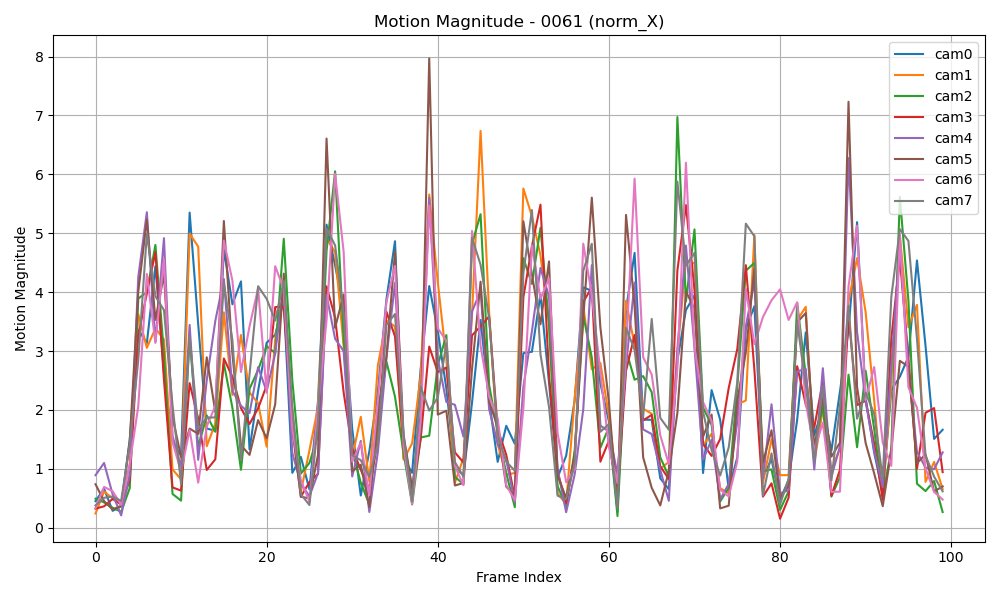 Motion Magnitude - 0061 (norm_X)
Motion Magnitude
8
7
6
5
4
3
2
1
0
0 20 40 60 80 100
Frame Index
cam0
cam1
cam2
cam3
cam4
cam5
cam6
cam7